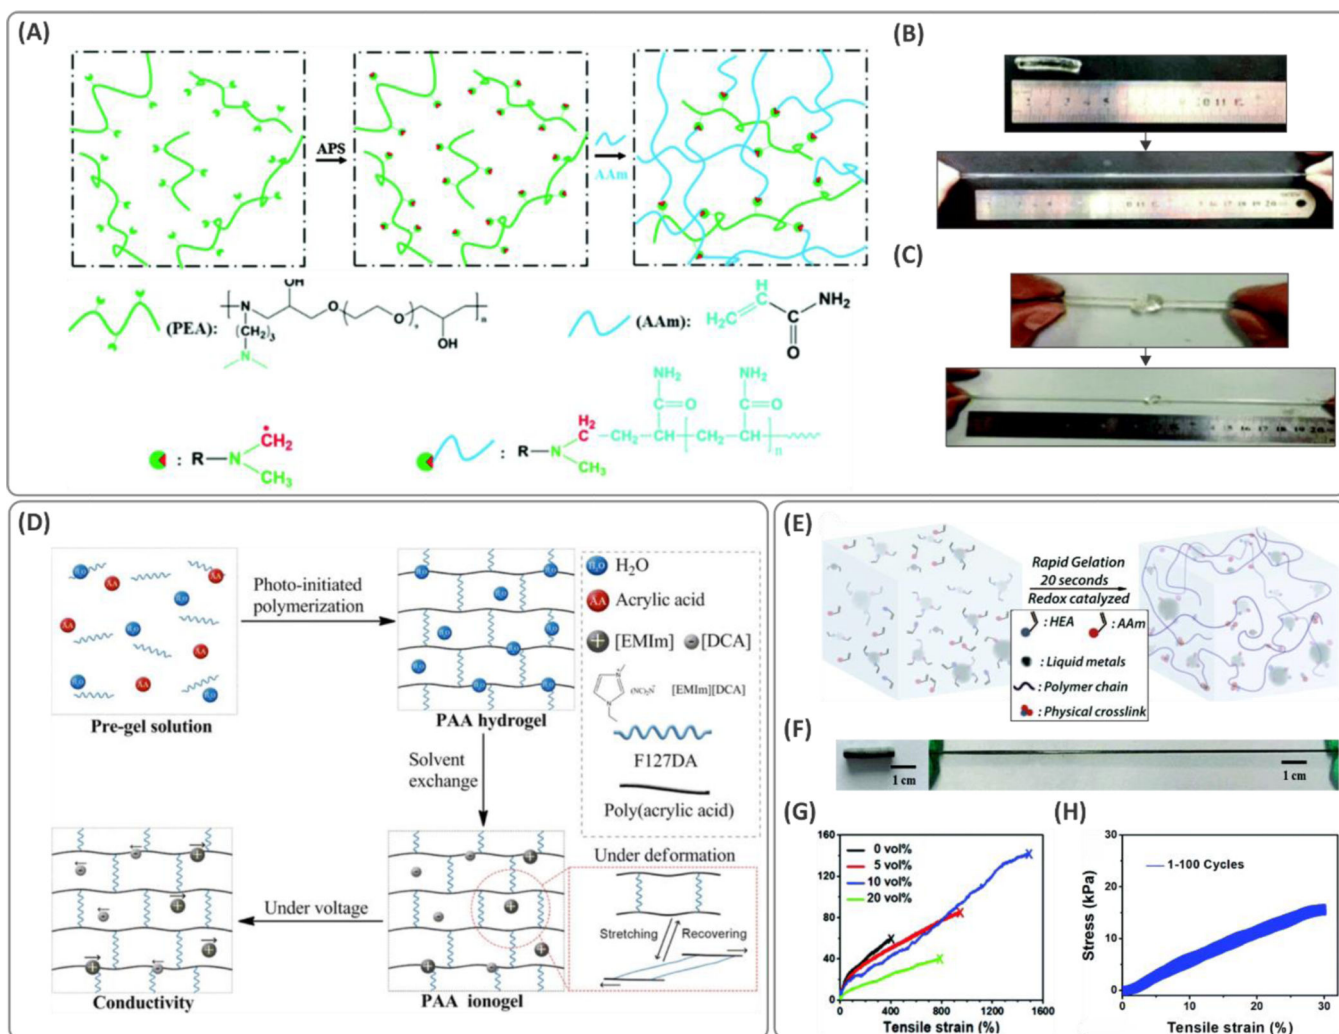 (A)
APS
AAm
(PEA):
OH
N
O
O
n
OH
(CH₂)₃
N
(AAm):
H
H₂C
NH₂
O
: R—N
ĊH₂
CH₃
: R—N
H₂
C
CH₃
CH₂
NH₂
C=O
NH₂
C=O
n
(B)
(C)
(D)
Pre-gel solution
Photo-initiated
polymerization
PAA hydrogel
H₂O
Acrylic acid
AA
[EMIm]
[DCA]
[EMIm][DCA]
F127DA
Poly(acrylic acid)
Solvent
exchange
Under deformation
Stretching
Recovering
PAA ionogel
Under voltage
Conductivity
(E)
Rapid Gelation
20 seconds
Redox catalyzed
: HEA
: AAm
: Liquid metals
: Polymer chain
: Physical crosslink
(F)
1 cm
1 cm
(G)
160
120
80
40
0
0 vol%
5 vol%
10 vol%
20 vol%
0 400 800 1200 1600
Tensile strain (%)
(H)
Stress (kPa)
30
20
10
0
1-100 Cycles
0 10 20 30
Tensile strain (%)